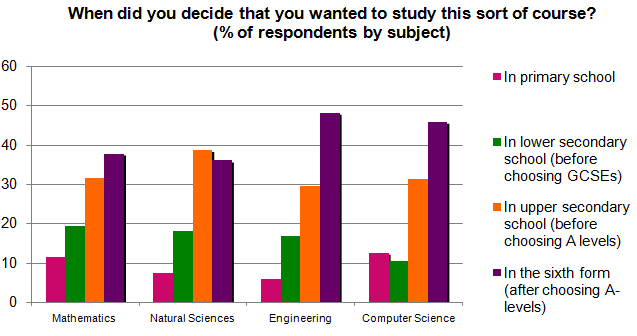 When did you decide that you wanted to study this sort of course?
(% of respondents by subject)
60
50
40
30
20
10
0
Mathematics
Natural Sciences
Engineering
Computer Science
In primary school
In lower secondary
school (before
choosing GCSEs)
In upper secondary
school (before
choosing A levels)
In the sixth form
(after choosing A-
levels)